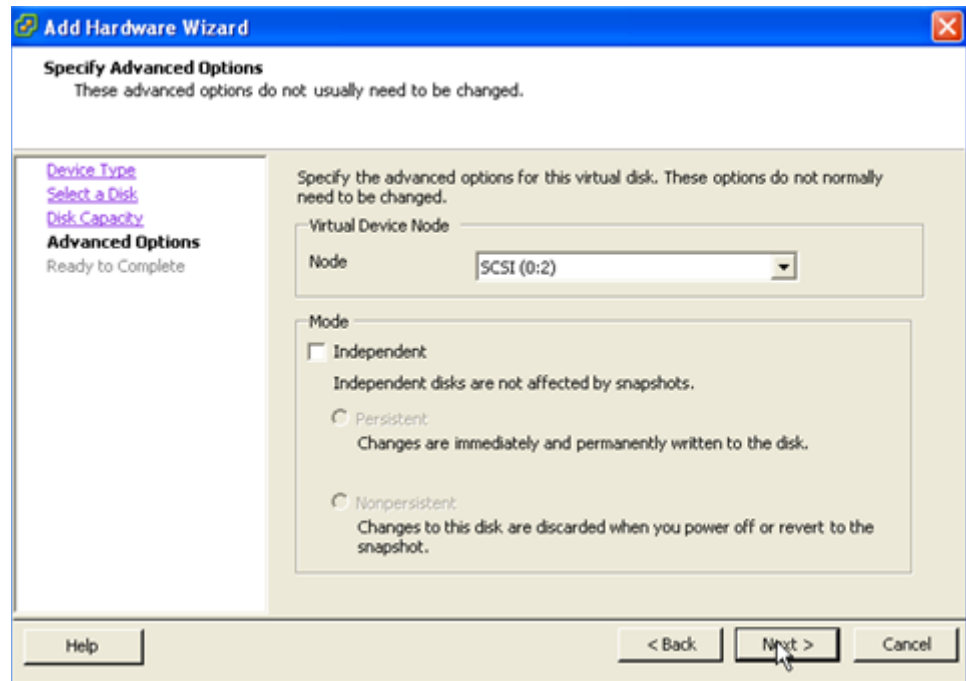 Add Hardware Wizard
Specify Advanced Options
These advanced options do not usually need to be changed.
Device Type
Select a Disk
Disk Capacity
Advanced Options
Ready to Complete
Specify the advanced options for this virtual disk. These options do not normally
need to be changed.
Virtual Device Node
Node
SCSI (0:2)
Mode
Independent
Independent disks are not affected by snapshots.
Persistent
Changes are immediately and permanently written to the disk.
Nonpersistent
Changes to this disk are discarded when you power off or revert to the
snapshot.
Help
< Back
Next >
Cancel